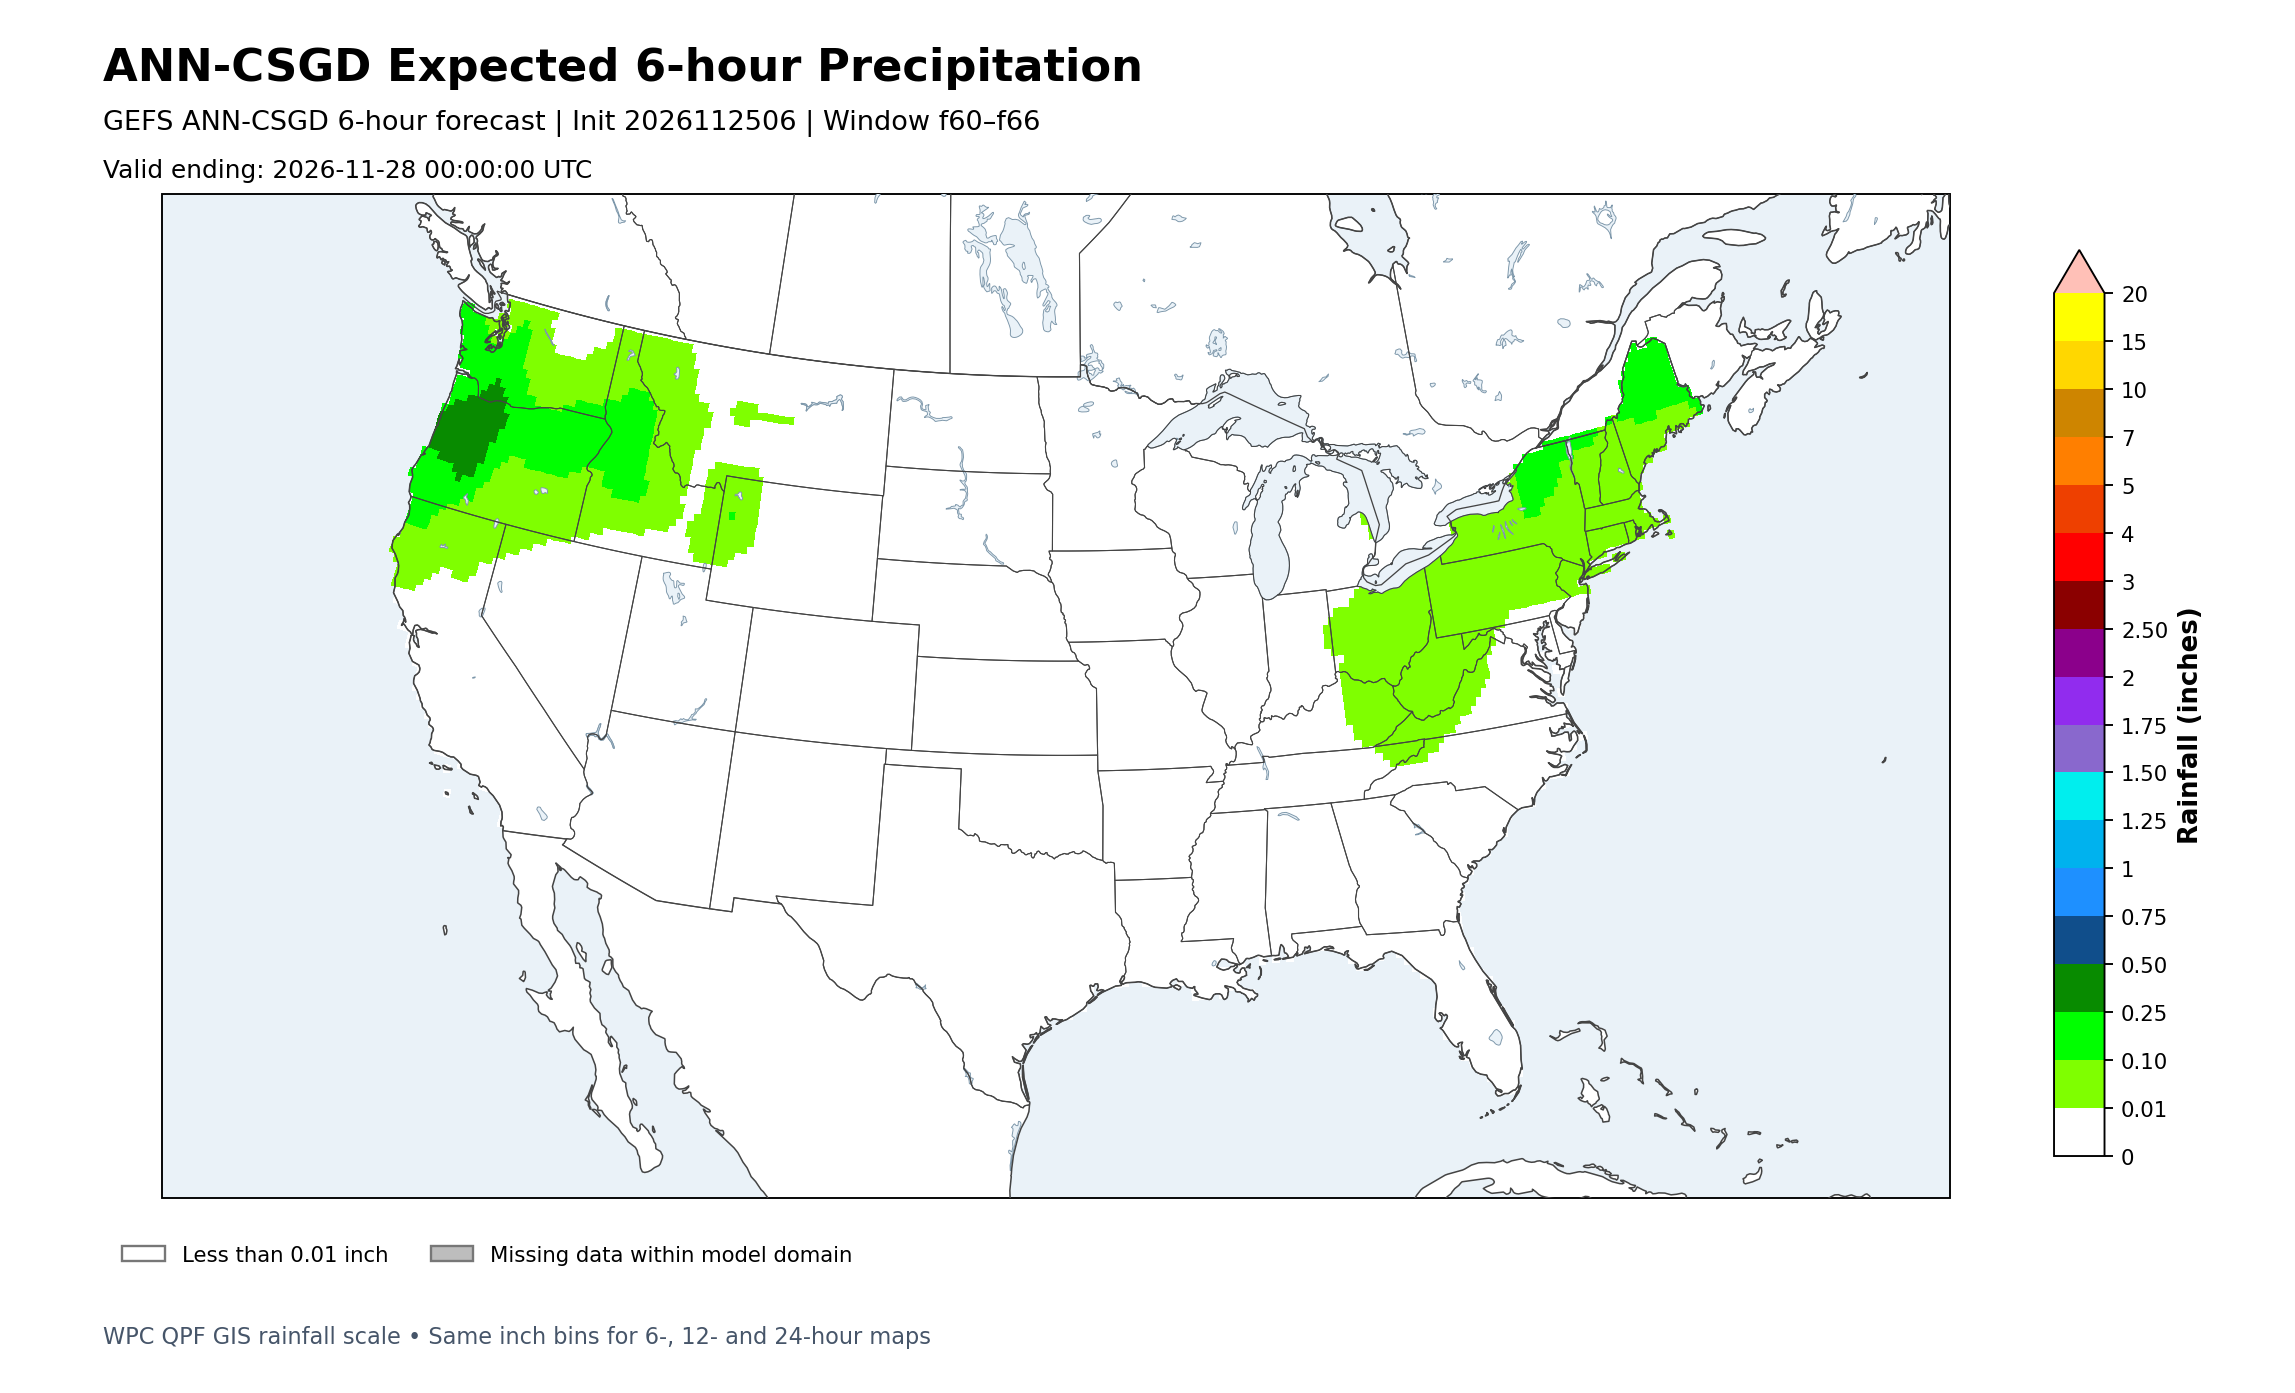 ANN-CSGD Expected 6-hour Precipitation
GEFS ANN-CSGD 6-hour forecast | Init 2026112506 | Window f60–f66
Valid ending: 2026-11-28 00:00:00 UTC
20
15
10
7
5
4
3
2.50
2
1.75
1.50
1.25
1
0.75
0.50
0.25
0.10
0.01
0
Rainfall (inches)
Less than 0.01 inch
Missing data within model domain
WPC QPF GIS rainfall scale • Same inch bins for 6-, 12- and 24-hour maps